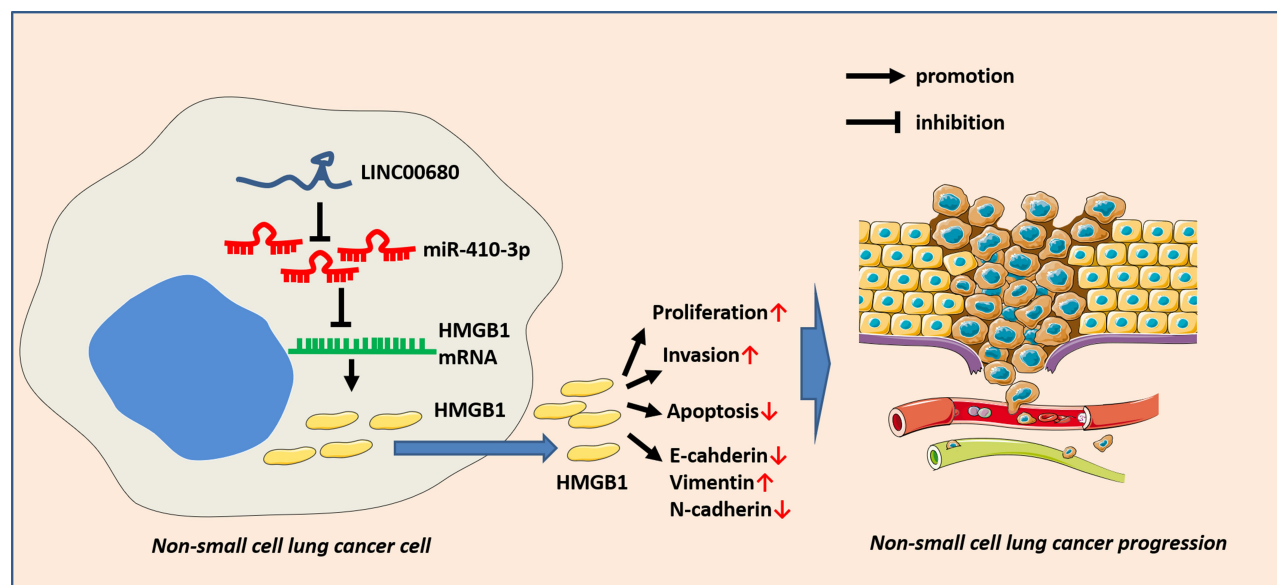 promotion
inhibition
LINC00680
miR-410-3p
HMGB1
mRNA
HMGB1
HMGB1
Proliferation↑
Invasion↑
Apoptosis↓
E-cahderin↓
Vimentin↑
N-cadherin↓
Non-small cell lung cancer cell
Non-small cell lung cancer progression